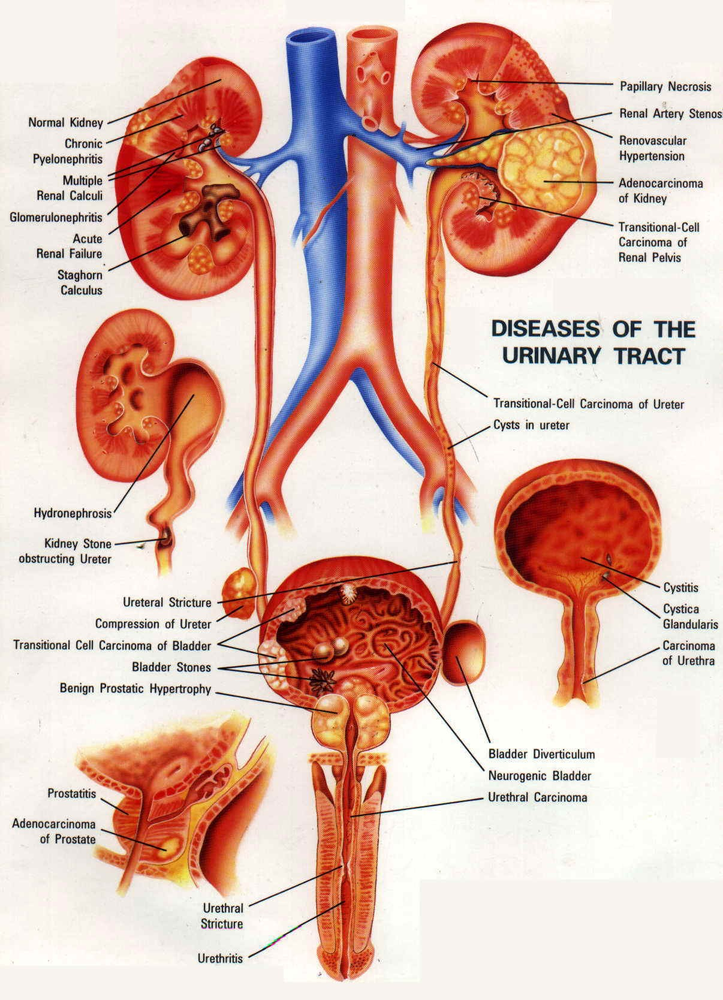 Papillary Necrosis
Renal Artery Stenos
Renovascular
Hypertension
Adenocarcinoma
of Kidney
Transitional-Cell
Carcinoma of
Renal Pelvis
Normal Kidney
Chronic
Pyelonephritis
Multiple
Renal Calculi
Glomerulonephritis
Acute
Renal Failure
Staghorn
Calculus
DISEASES OF THE
URINARY TRACT
Transitional-Cell Carcinoma of Ureter
Cysts in ureter
Hydronephrosis
Kidney Stone
obstructing Ureter
Ureteral Stricture
Compression of Ureter
Transitional Cell Carcinoma of Bladder
Bladder Stones
Benign Prostatic Hypertrophy
Cystitis
Cystica
Glandularis
Carcinoma
of Urethra
Bladder Diverticulum
Neurogenic Bladder
Urethral Carcinoma
Prostatitis
Adenocarcinoma
of Prostate
Urethral
Stricture
Urethritis